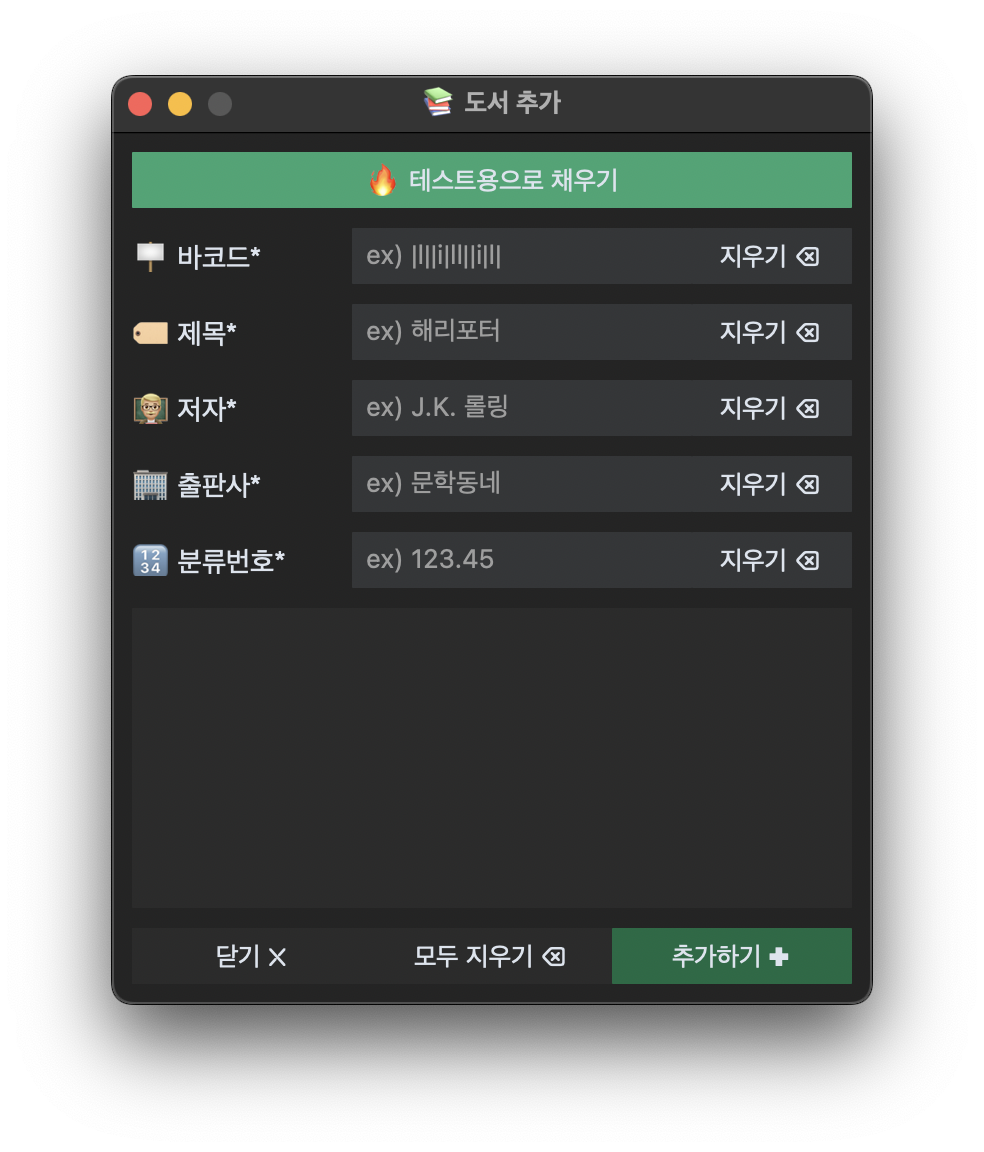 📚 도서 추가
🔥 테스트용으로 채우기
바코드* ex) |l||i|ll||i|l| 지우기 ⌫
제목* ex) 해리포터 지우기 ⌫
저자* ex) J.K. 롤링 지우기 ⌫
출판사* ex) 문학동네 지우기 ⌫
🔢 분류번호* ex) 123.45 지우기 ⌫
닫기 X 모두 지우기 ⌫ 추가하기 ✚